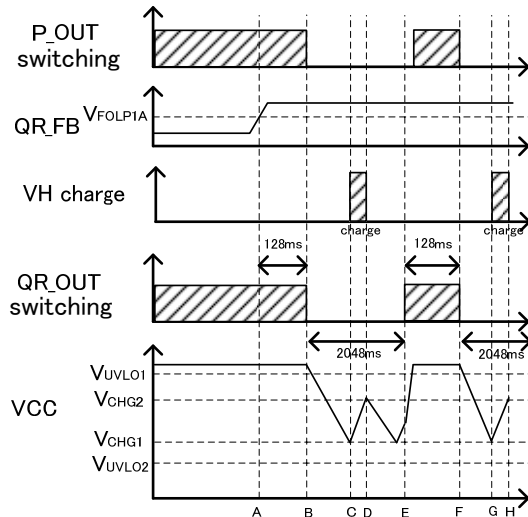 P_OUT
switching
QR_FB
VFOLP1A
VH charge
charge
charge
128ms
128ms
QR_OUT
switching
2048ms
2048ms
VCC
VUVLO1
VCHG2
VCHG1
VUVLO2
A B C D E F G H